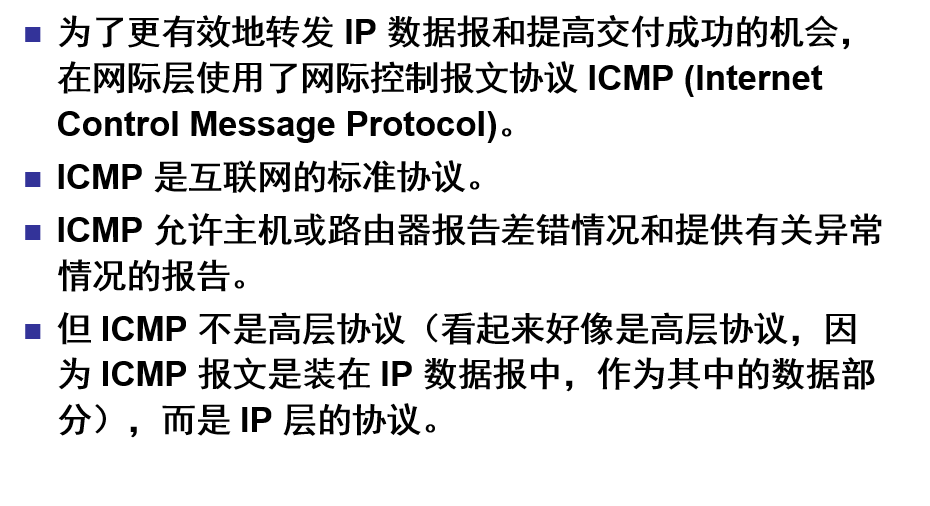 ■ 为了更有效地转发 IP 数据报和提高交付成功的机会，
在网际层使用了网际控制报文协议 ICMP (Internet
Control Message Protocol)。
■ ICMP 是互联网的标准协议。
■ ICMP 允许主机或路由器报告差错情况和提供有关异常
情况的报告。
■ 但 ICMP 不是高层协议（看起来好像是高层协议，因
为 ICMP 报文是装在 IP 数据报中，作为其中的数据部
分），而是 IP 层的协议。